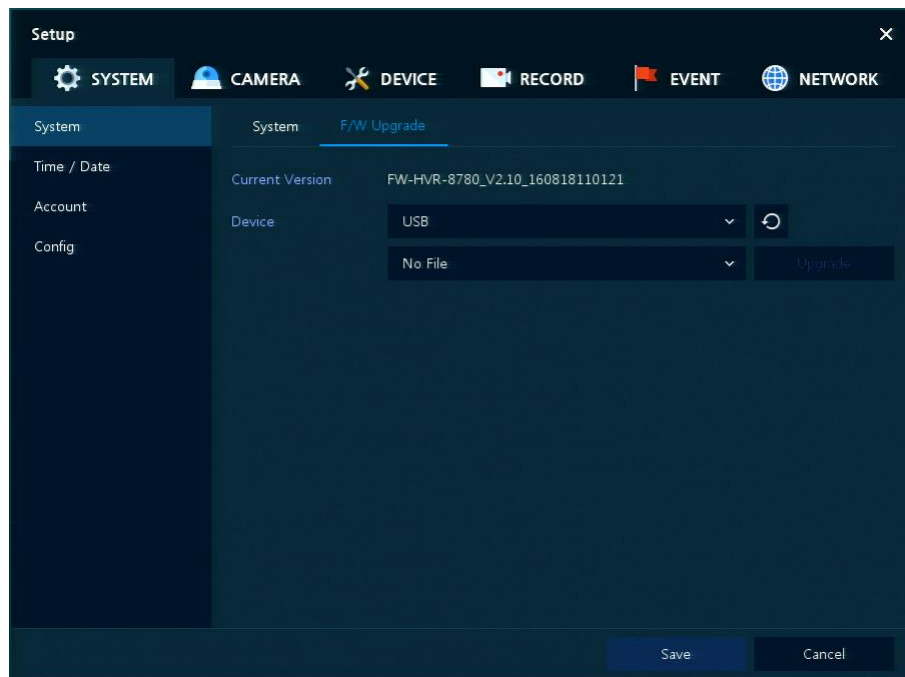 Setup
SYSTEM CAMERA DEVICE RECORD EVENT NETWORK
System
Time / Date
Account
Config
System F/W Upgrade
Current Version FW-HVR-8780_V2.10_160818110121
Device USB
No File Upgrade
Save Cancel